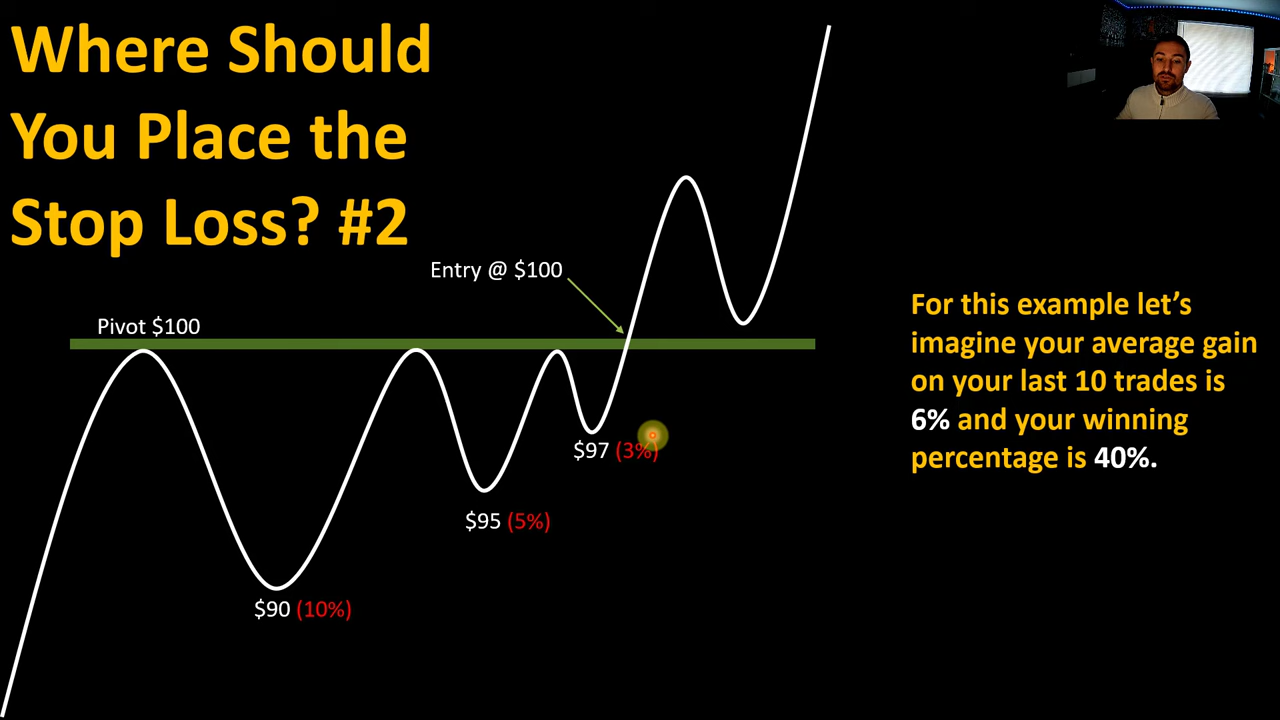 Where Should
You Place the
Stop Loss? #2
Entry @ $100
Pivot $100
For this example let’s
imagine your average gain
on your last 10 trades is
6% and your winning
percentage is 40%.
$97 (3%)
$95 (5%)
$90 (10%)